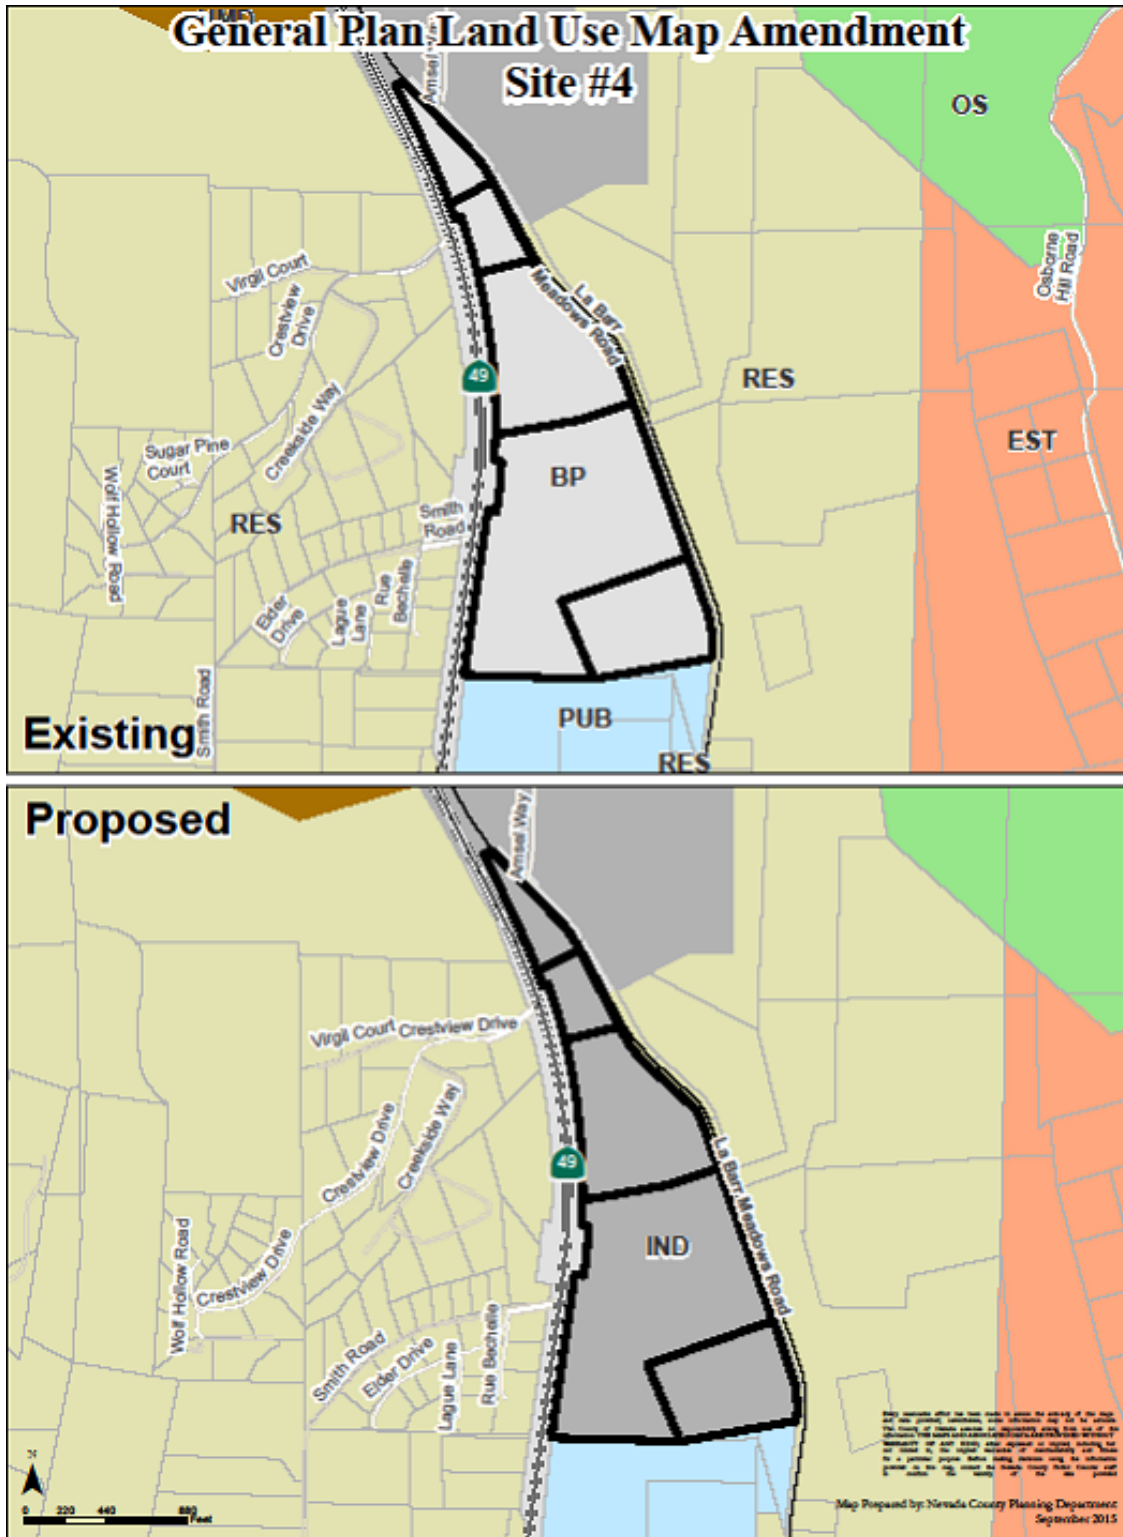 General Plan Land Use Map Amendment
Site #4
Amsel Way
OS
Osborne
Hill Road
Virgil Court
Crestview
Drive
La Barr
Meadows Road
49
RES
Creekside Way
Sugar Pine
Court
EST
Wolf Hollow Road
BP
RES
Smith
Road
Rue
Bechelle
Elder
Drive
Lague
Lane
Smith Road
PUB
Existing
RES
Proposed
Amsel Way
Virgil Court
Crestview Drive
Crestview Drive
Creekside Way
49
La Barr Meadows Road
Wolf Hollow Road
Crestview Drive
IND
Smith Road
Elder Drive
Lague Lane
Rue Bechelle
N
0 220 440 880
Feet
Map Prepared by: Nevada County Planning Department
September 2015